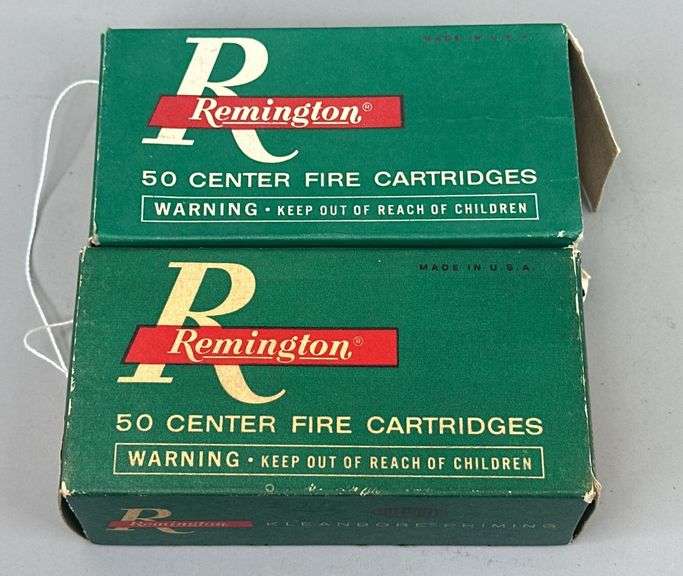 MADE IN U.S.A.
R
Remington®
50 CENTER FIRE CARTRIDGES
WARNING • KEEP OUT OF REACH OF CHILDREN
MADE IN U.S.A.
R
Remington®
50 CENTER FIRE CARTRIDGES
WARNING • KEEP OUT OF REACH OF CHILDREN
R
Remington
KLEANBORE® PRIMING